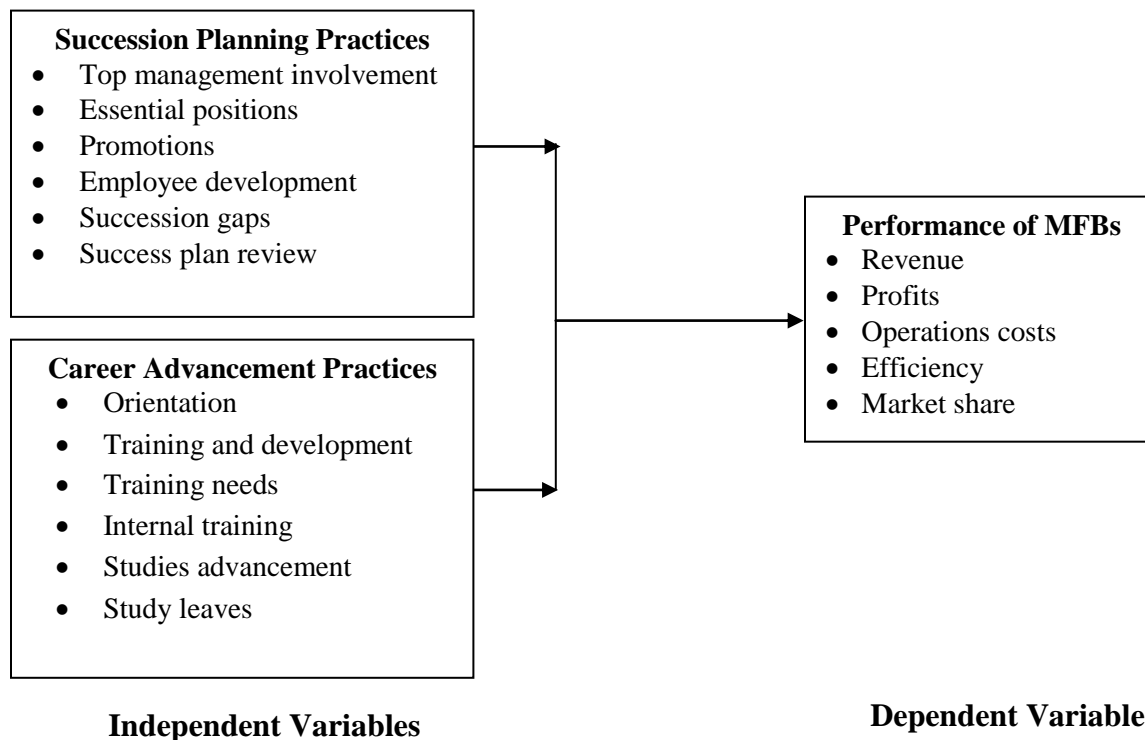 Succession Planning Practices
• Top management involvement
• Essential positions
• Promotions
• Employee development
• Succession gaps
• Success plan review
Career Advancement Practices
• Orientation
• Training and development
• Training needs
• Internal training
• Studies advancement
• Study leaves
Performance of MFBs
• Revenue
• Profits
• Operations costs
• Efficiency
• Market share
Independent Variables
Dependent Variable